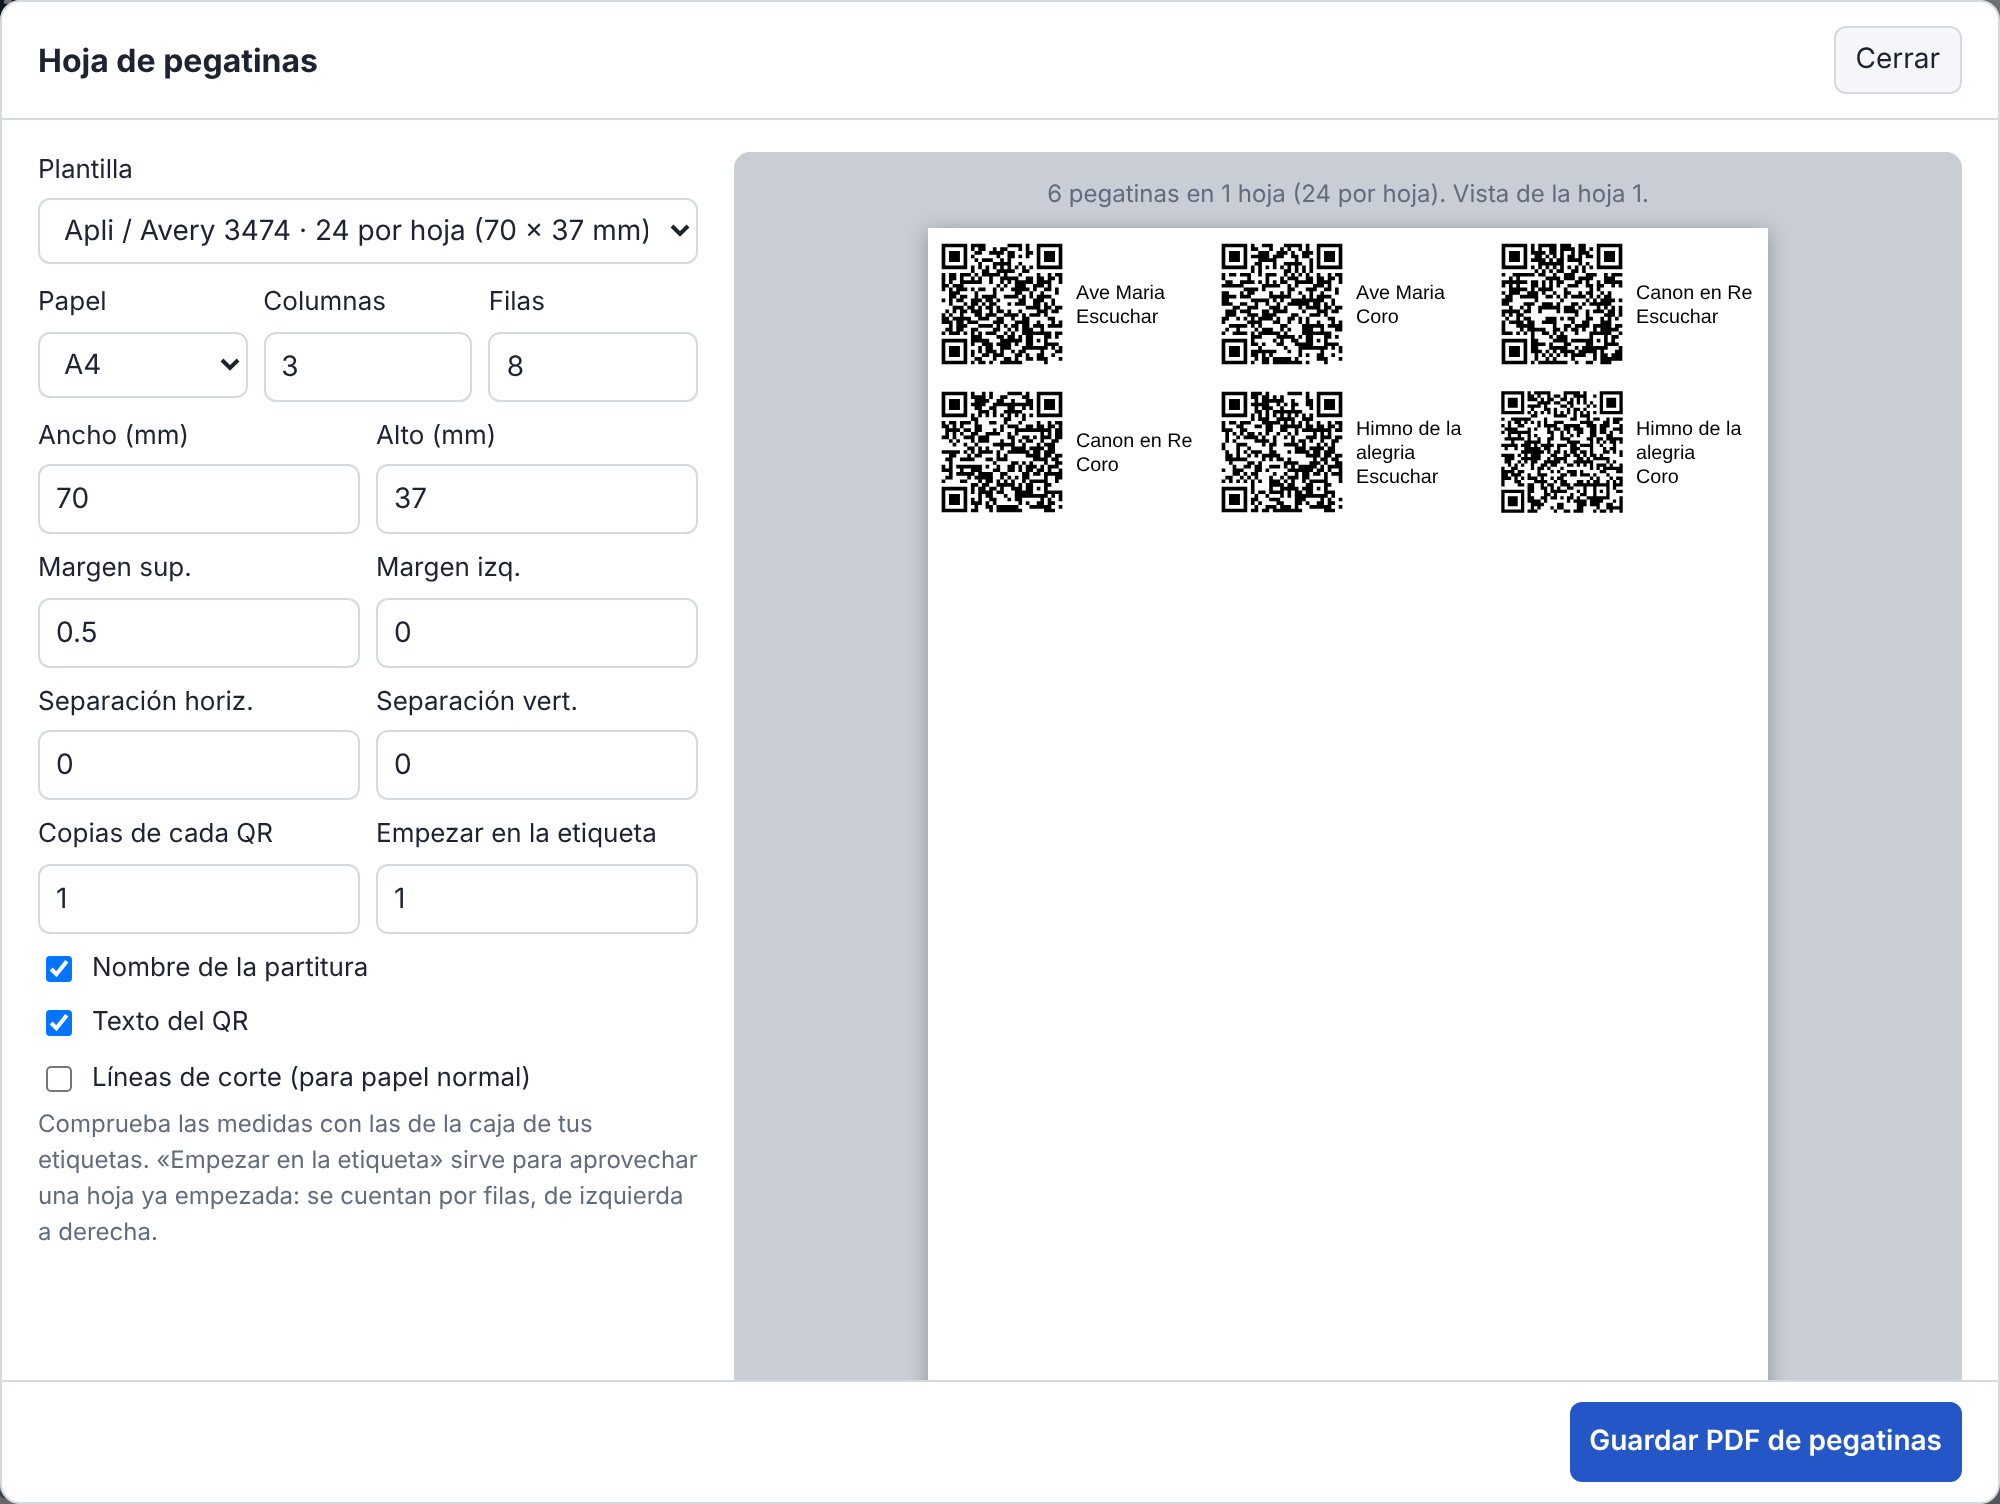 Hoja de pegatinas
Cerrar
Plantilla
Apli / Avery 3474 · 24 por hoja (70 × 37 mm)
Papel
Columnas
Filas
A4
3
8
Ancho (mm)
Alto (mm)
70
37
Margen sup.
Margen izq.
0.5
0
Separación horiz.
Separación vert.
0
0
Copias de cada QR
Empezar en la etiqueta
1
1
Nombre de la partitura
Texto del QR
Líneas de corte (para papel normal)
Comprueba las medidas con las de la caja de tus
etiquetas. «Empezar en la etiqueta» sirve para aprovechar
una hoja ya empezada: se cuentan por filas, de izquierda
a derecha.
6 pegatinas en 1 hoja (24 por hoja). Vista de la hoja 1.
Ave Maria
Escuchar
Ave Maria
Coro
Canon en Re
Escuchar
Canon en Re
Coro
Himno de la
alegria
Escuchar
Himno de la
alegria
Coro
Guardar PDF de pegatinas